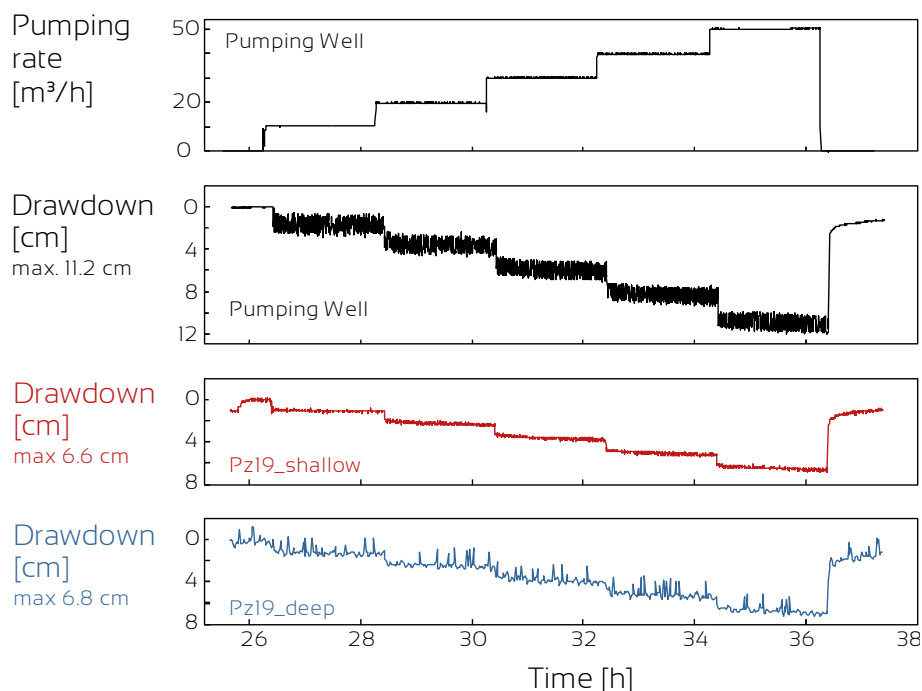 Pumping
rate
[m³/h]
50
20
0
Pumping Well
Drawdown
[cm]
max. 11.2 cm
0
4
8
12
Pumping Well
Drawdown
[cm]
max 6.6 cm
0
4
8
Pz19_shallow
Drawdown
[cm]
max 6.8 cm
0
4
8
Pz19_deep
26 28 30 32 34 36 38
Time [h]